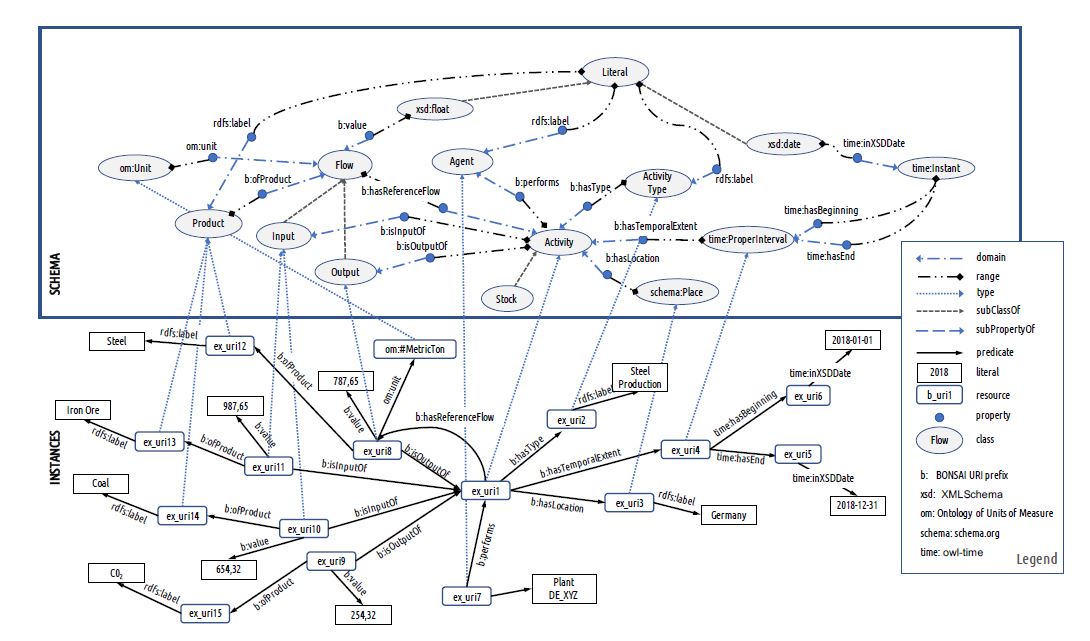 Literal
xsd:float
rdfs:label
b:value
rdfs:label
om:unit
xsd:date
time:inXSDDate
om:Unit
Flow
Agent
time:Instant
b:ofProduct
b:hasReferenceFlow
b:performs
b:hasType
Activity
Type
rdfs:label
Product
Input
b:isInputOf
b:isOutputOf
Activity
b:hasTemporalExtent
time:ProperInterval
time:hasBeginning
time:hasEnd
Output
b:hasLocation
Stock
schema:Place
SCHEMA
domain
range
type
subClassOf
subPropertyOf
predicate
2018
literal
b_uri1
resource
property
Flow
class
b: BONSAI URI prefix
xsd: XMLSchema
om: Ontology of Units of Measure
schema: schema.org
time: owl-time
Legend
INSTANCES
Steel
rdfs:label
ex_uri12
b:ofProduct
om:#MetricTon
om:unit
787,65
b:value
ex_uri8
b:isOutputOf
b:hasReferenceFlow
Steel
Production
rdfs:label
ex_uri2
b:hasType
2018-01-01
time:inXSDDate
ex_uri6
time:hasBeginning
Iron Ore
rdfs:label
ex_uri13
b:ofProduct
987,65
b:value
ex_uri11
b:isInputOf
ex_uri1
b:hasTemporalExtent
ex_uri4
time:hasEnd
ex_uri5
time:inXSDDate
2018-12-31
Coal
rdfs:label
ex_uri14
b:ofProduct
ex_uri10
b:isInputOf
b:value
654,32
b:hasLocation
ex_uri3
rdfs:label
Germany
CO₂
rdfs:label
ex_uri15
b:ofProduct
ex_uri9
b:isOutputOf
b:value
254,32
b:performs
ex_uri7
Plant
DE_XYZ